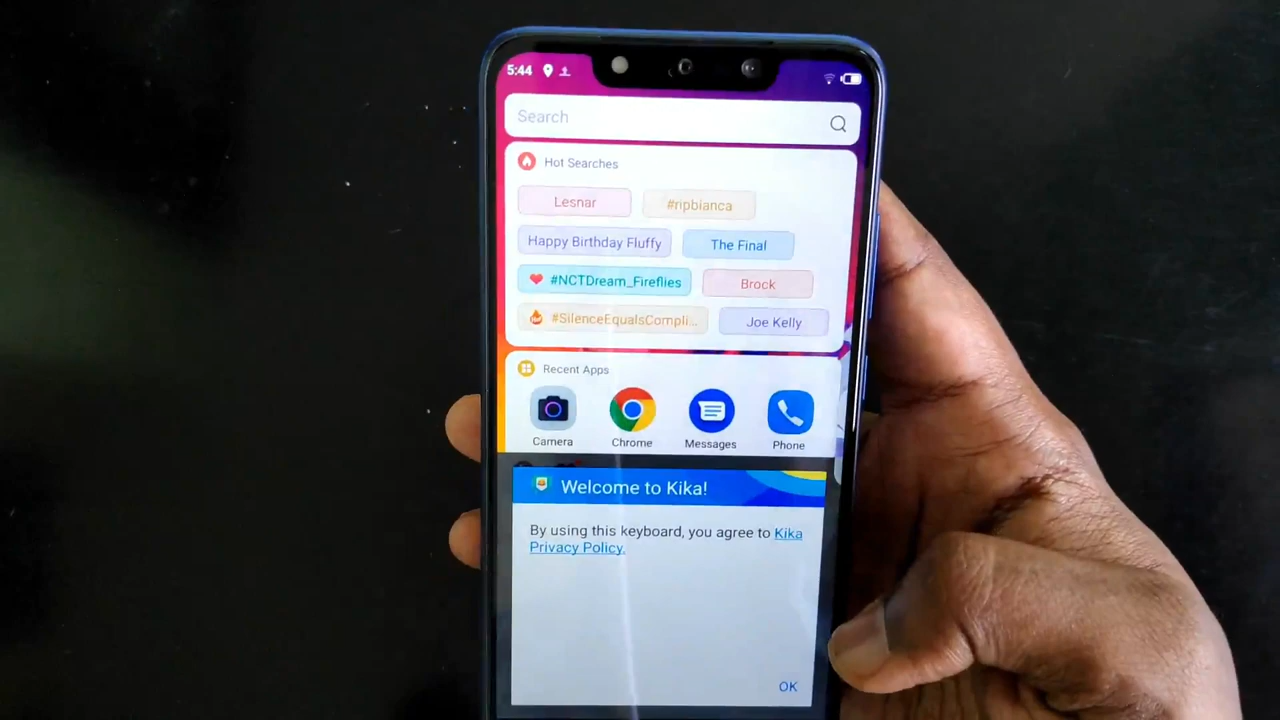 5:44
Search
Hot Searches
Lesnar
#ripbianca
Happy Birthday Fluffy
The Final
#NCTDream_Fireflies
Brock
#SilenceEqualsCompli...
Joe Kelly
Recent Apps
Camera
Chrome
Messages
Phone
Welcome to Kika!
By using this keyboard, you agree to Kika
Privacy Policy.
OK